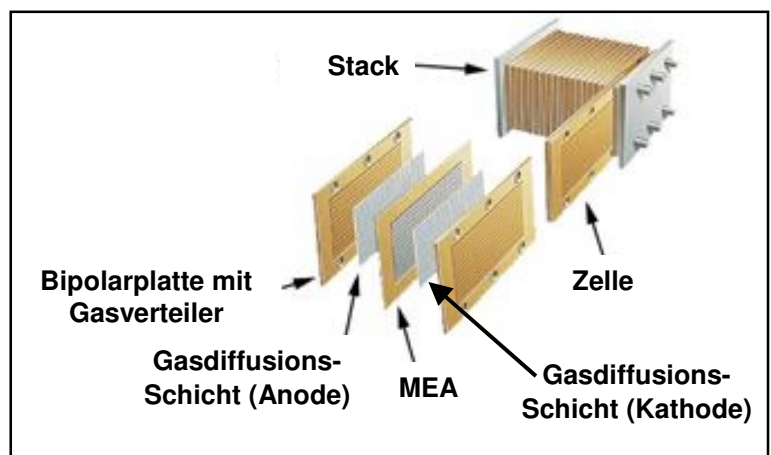 Stack
Zelle
Bipolarplatte mit
Gasverteiler
Gasdiffusions-
Schicht (Anode)
MEA
Gasdiffusions-
Schicht (Kathode)